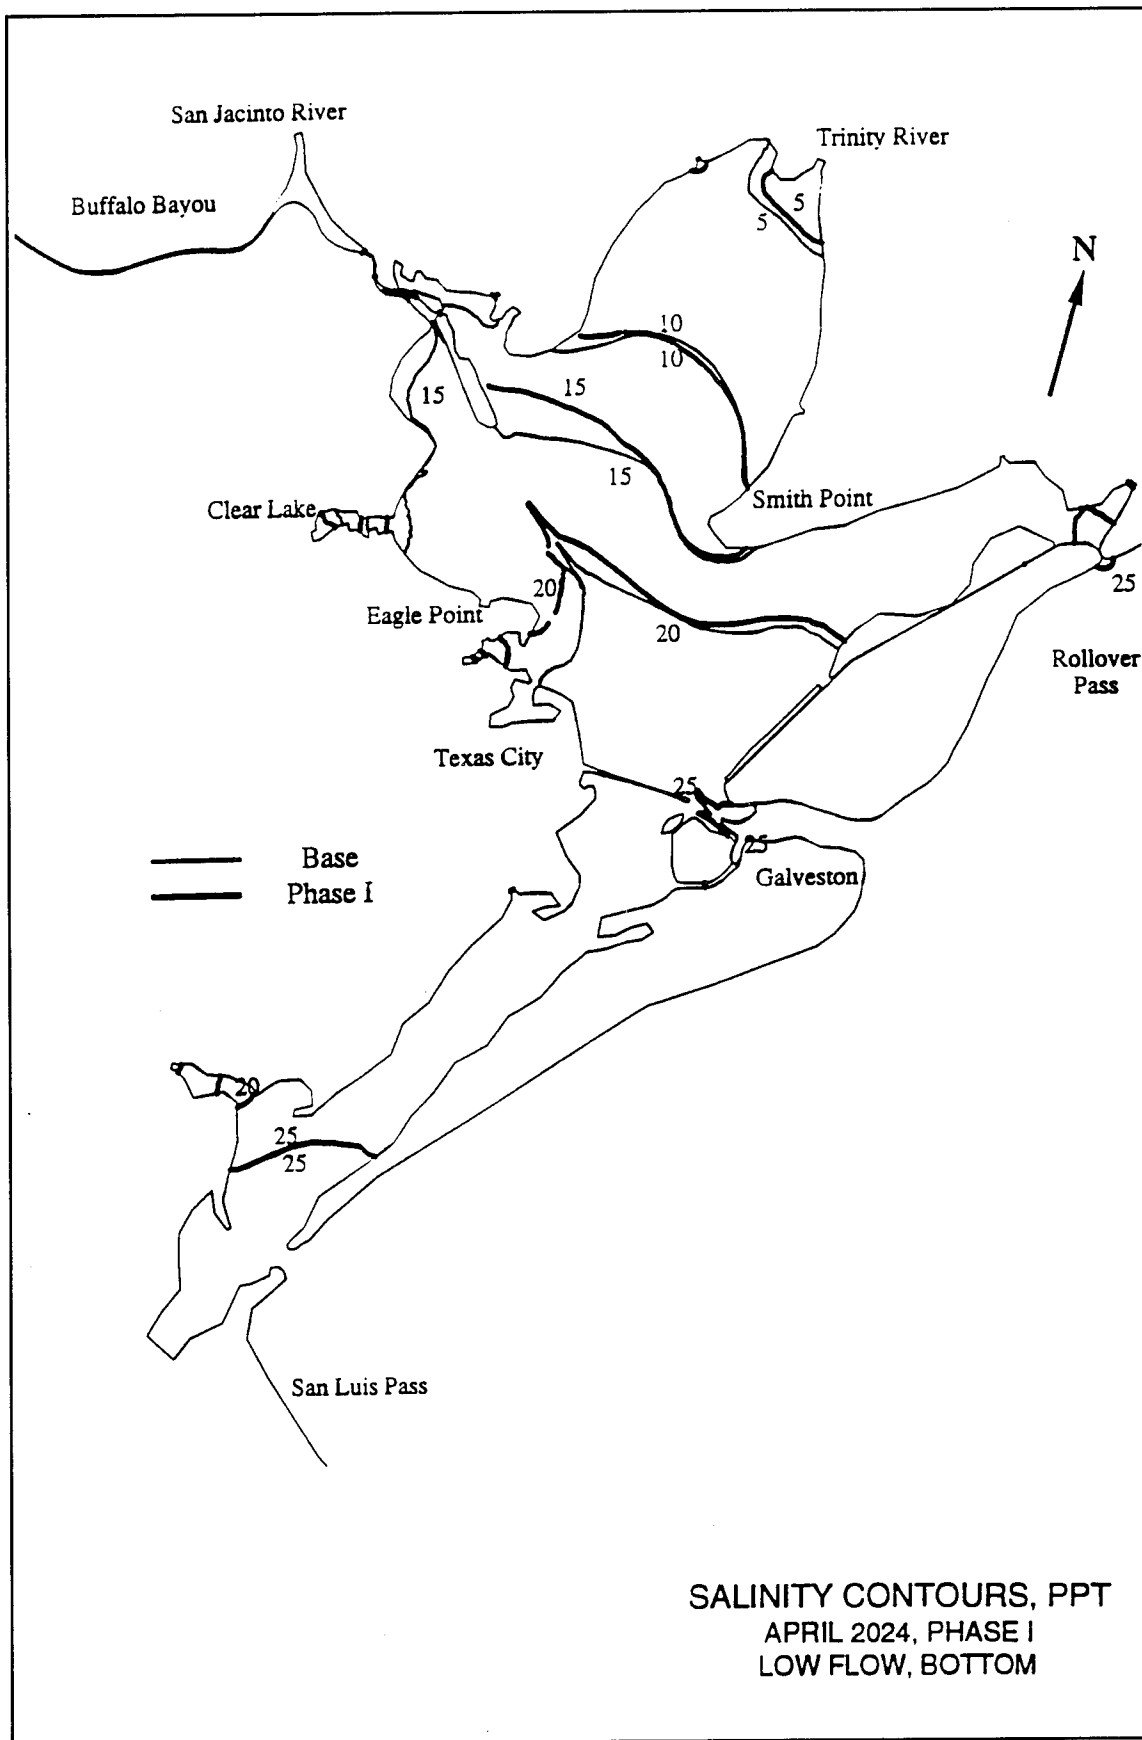 San Jacinto River
Trinity River
Buffalo Bayou
5
5
N
10
10
15
15
15
Smith Point
Clear Lake
25
20
Eagle Point
20
Rollover
Pass
Texas City
25
25
Base
Galveston
Phase I
20
25
25
San Luis Pass
SALINITY CONTOURS, PPT
APRIL 2024, PHASE I
LOW FLOW, BOTTOM